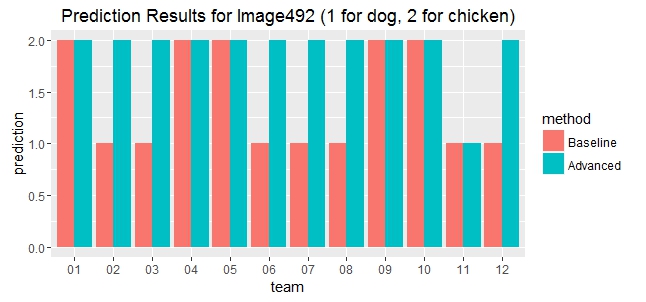 Prediction Results for Image492 (1 for dog, 2 for chicken)
2.0
1.5
1.0
0.5
0.0
prediction
01 02 03 04 05 06 07 08 09 10 11 12
team
method
Baseline
Advanced